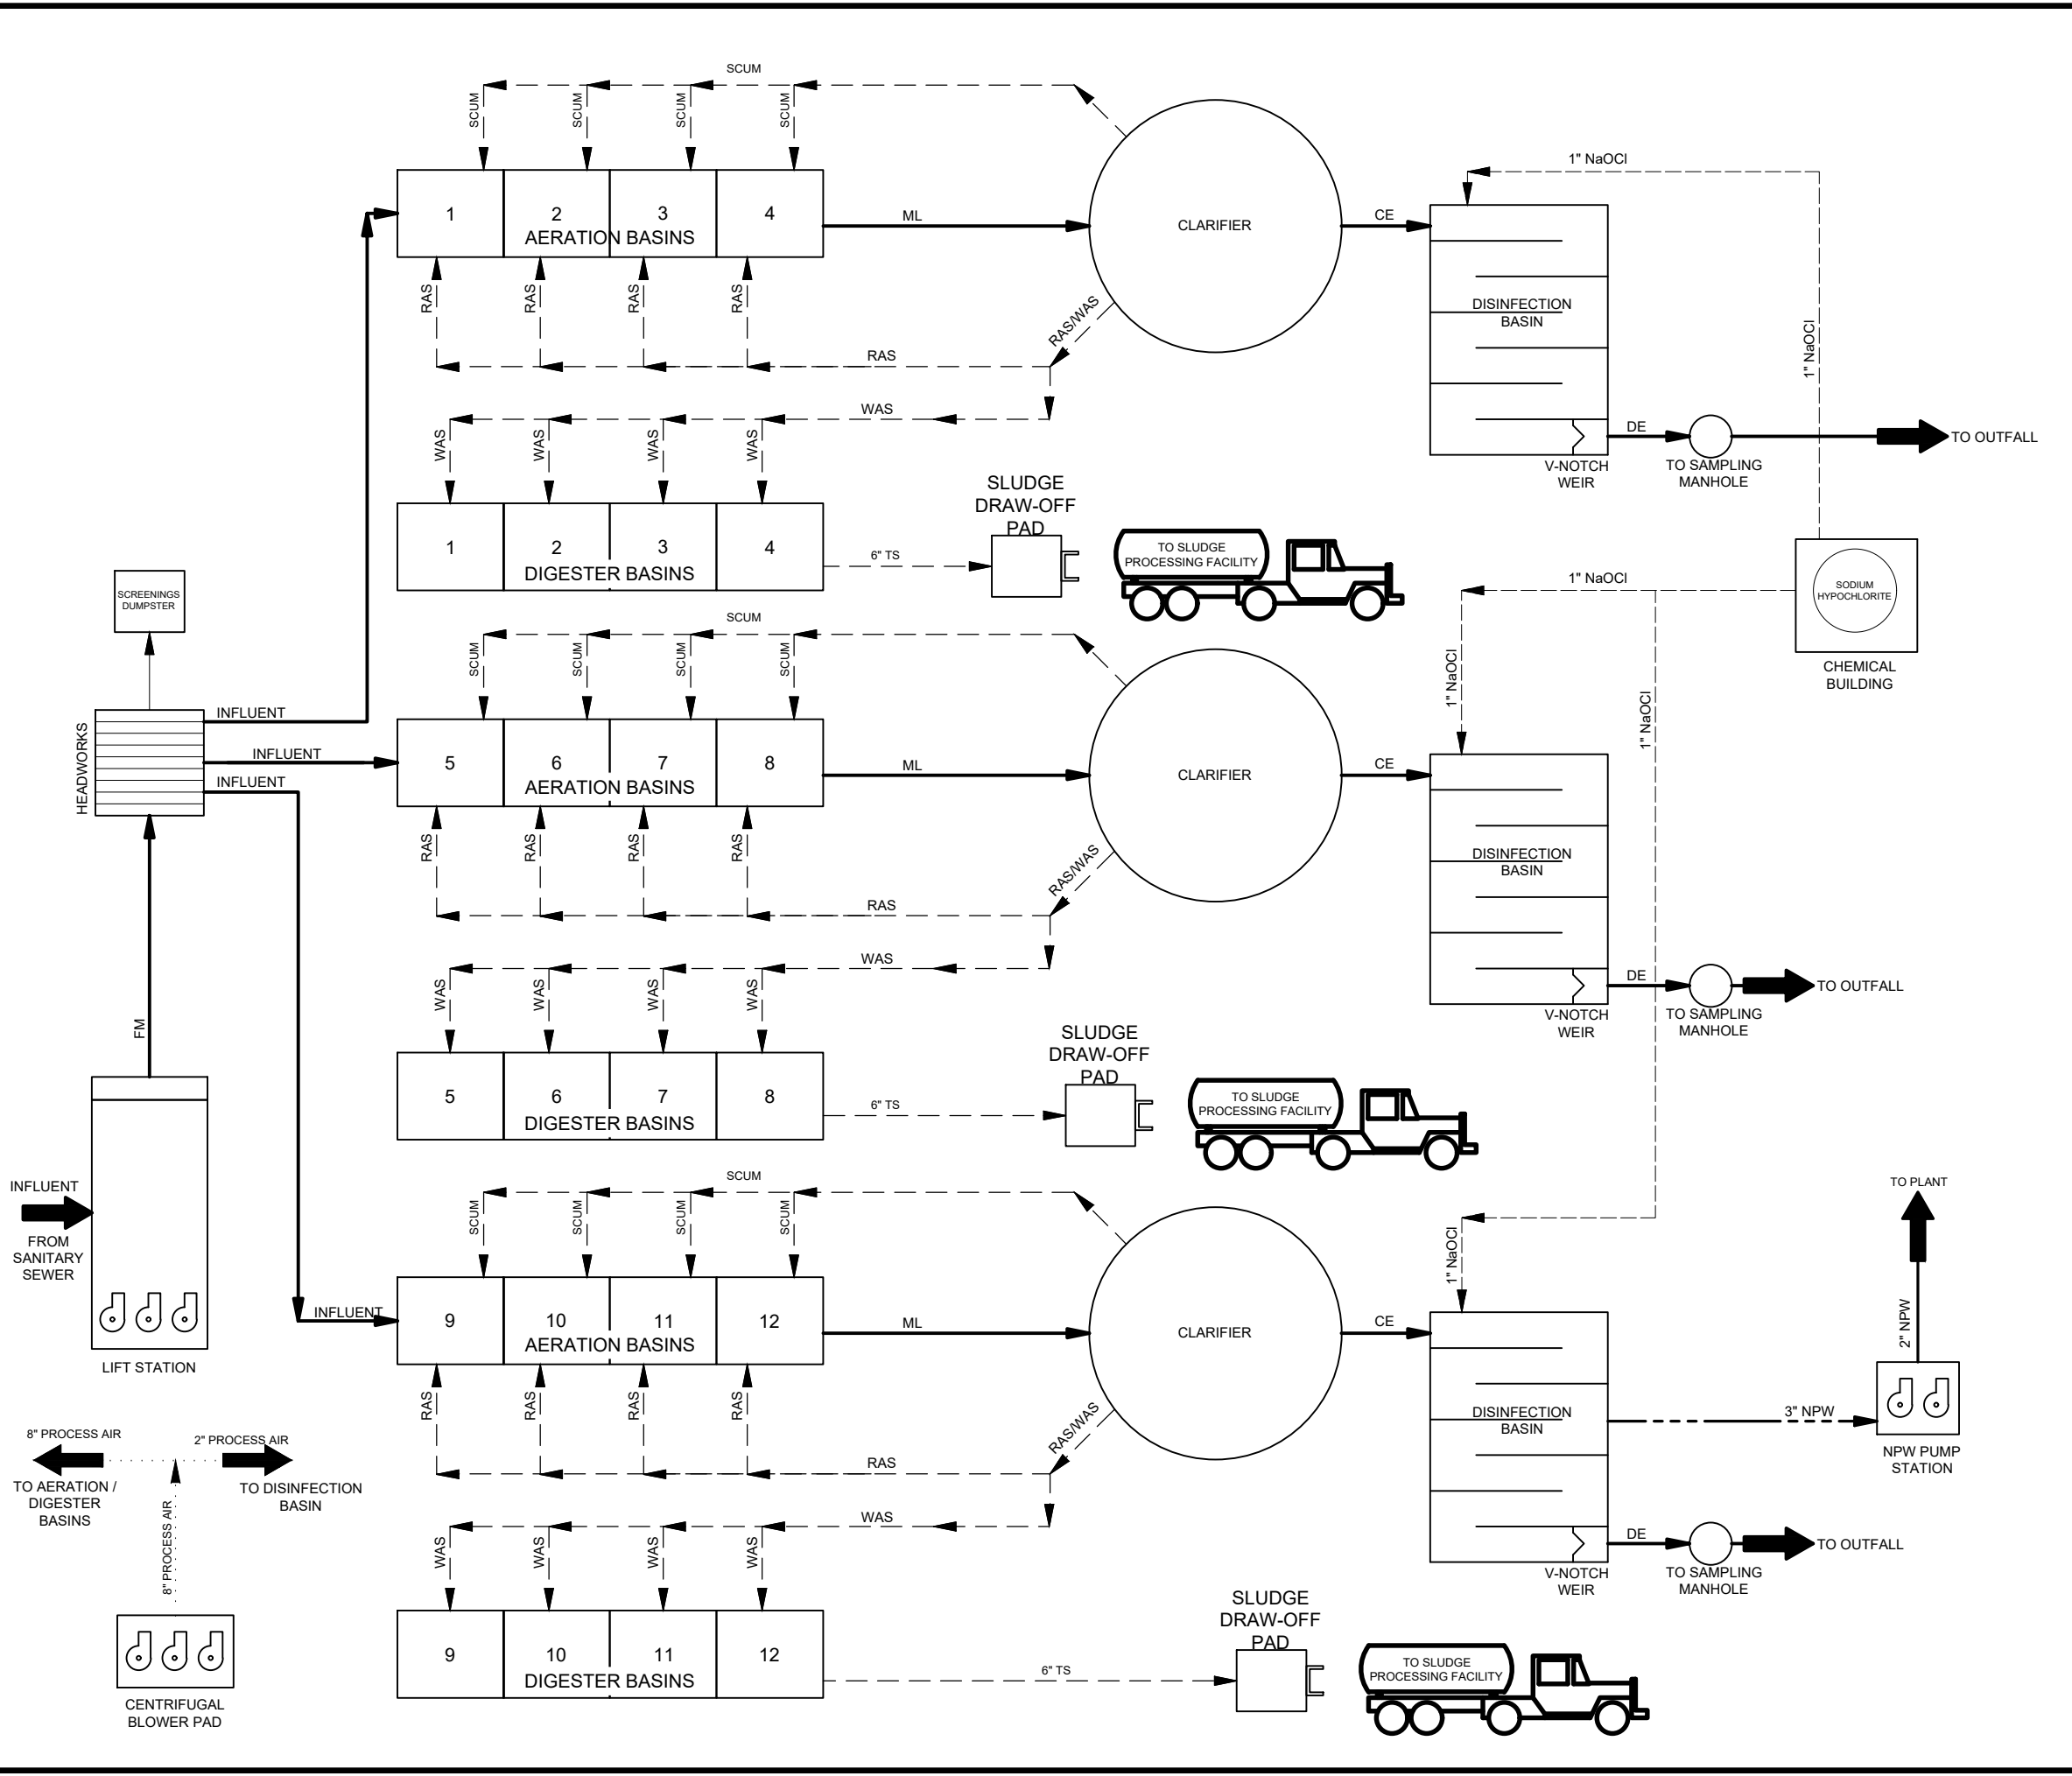 SCUM
SCUM
SCUM
SCUM
SCUM
1
2
3
4
AERATION BASINS
ML
CLARIFIER
CE
1" NaOCl
1" NaOCl
DISINFECTION
BASIN
RAS
RAS
RAS
RAS
RAS
RAS/WAS
WAS
WAS
WAS
WAS
WAS
DE
TO OUTFALL
V-NOTCH
WEIR
TO SAMPLING
MANHOLE
1
2
3
4
DIGESTER BASINS
6" TS
SLUDGE
DRAW-OFF
PAD
TO SLUDGE
PROCESSING FACILITY
1" NaOCl
SODIUM
HYPOCHLORITE
CHEMICAL
BUILDING
SCREENINGS
DUMPSTER
HEADWORKS
INFLUENT
INFLUENT
INFLUENT
FM
SCUM
SCUM
SCUM
SCUM
SCUM
5
6
7
8
AERATION BASINS
ML
CLARIFIER
CE
1" NaOCl
1" NaOCl
DISINFECTION
BASIN
RAS
RAS
RAS
RAS
RAS
RAS/WAS
WAS
WAS
WAS
WAS
WAS
DE
TO OUTFALL
V-NOTCH
WEIR
TO SAMPLING
MANHOLE
5
6
7
8
DIGESTER BASINS
6" TS
SLUDGE
DRAW-OFF
PAD
TO SLUDGE
PROCESSING FACILITY
INFLUENT
FROM
SANITARY
SEWER
LIFT STATION
INFLUENT
SCUM
SCUM
SCUM
SCUM
SCUM
9
10
11
12
AERATION BASINS
ML
CLARIFIER
CE
1" NaOCl
DISINFECTION
BASIN
TO PLANT
2" NPW
3" NPW
NPW PUMP
STATION
RAS
RAS
RAS
RAS
RAS
RAS/WAS
WAS
WAS
WAS
WAS
WAS
DE
TO OUTFALL
V-NOTCH
WEIR
TO SAMPLING
MANHOLE
9
10
11
12
DIGESTER BASINS
6" TS
SLUDGE
DRAW-OFF
PAD
TO SLUDGE
PROCESSING FACILITY
8" PROCESS AIR
2" PROCESS AIR
TO AERATION /
DIGESTER
BASINS
TO DISINFECTION
BASIN
8" PROCESS AIR
CENTRIFUGAL
BLOWER PAD